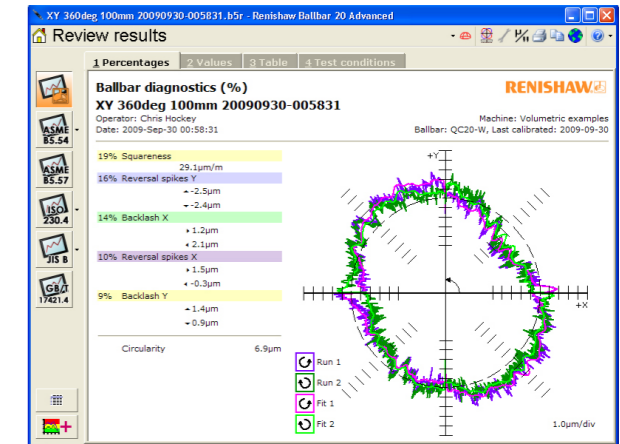 XY 360deg 100mm 20090930-005831.b5r - Renishaw Ballbar 20 Advanced
Review results
1 Percentages 2 Values 3 Table 4 Test conditions
Ballbar diagnostics (%)
RENISHAW
XY 360deg 100mm 20090930-005831
Operator: Chris Hockey
Machine: Volumetric examples
Date: 2009-Sep-30 00:58:31
Ballbar: QC20-W, Last calibrated: 2009-09-30
ASME B5.54
ASME B5.57
ISO 230.4
JIS B
GB/T 17421.4
19% Squareness
29.1μm/m
16% Reversal spikes Y
-2.5μm
-2.4μm
14% Backlash X
1.2μm
2.1μm
10% Reversal spikes X
1.5μm
-0.3μm
9% Backlash Y
1.4μm
0.9μm
Circularity 6.9μm
+Y
+X
Run 1
Run 2
Fit 1
Fit 2
1.0μm/div